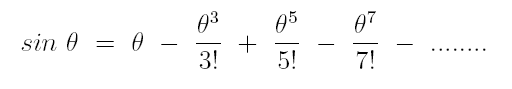 sin θ = θ − θ³/3! + θ⁵/5! − θ⁷/7! − ........